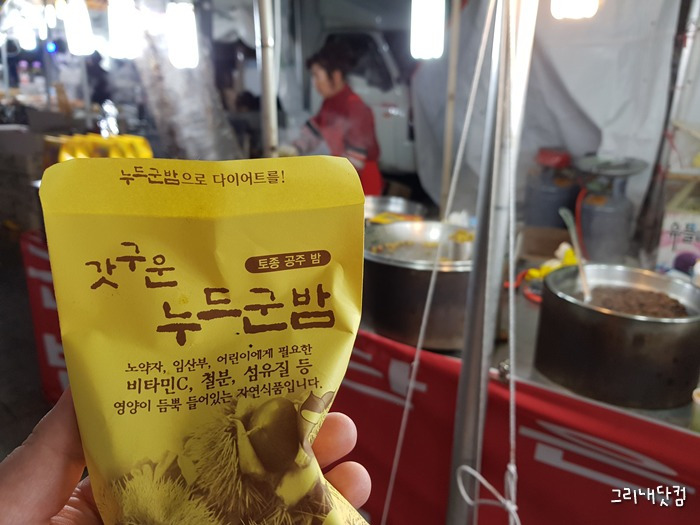 누드군밤으로 다이어트를!
토종 공주 밤
갓구운
누드군밤
노약자, 임산부, 어린이에게 필요한
비타민C, 철분, 섬유질 등
영양이 듬뿍 들어있는 자연식품입니다.
그리내닷컴